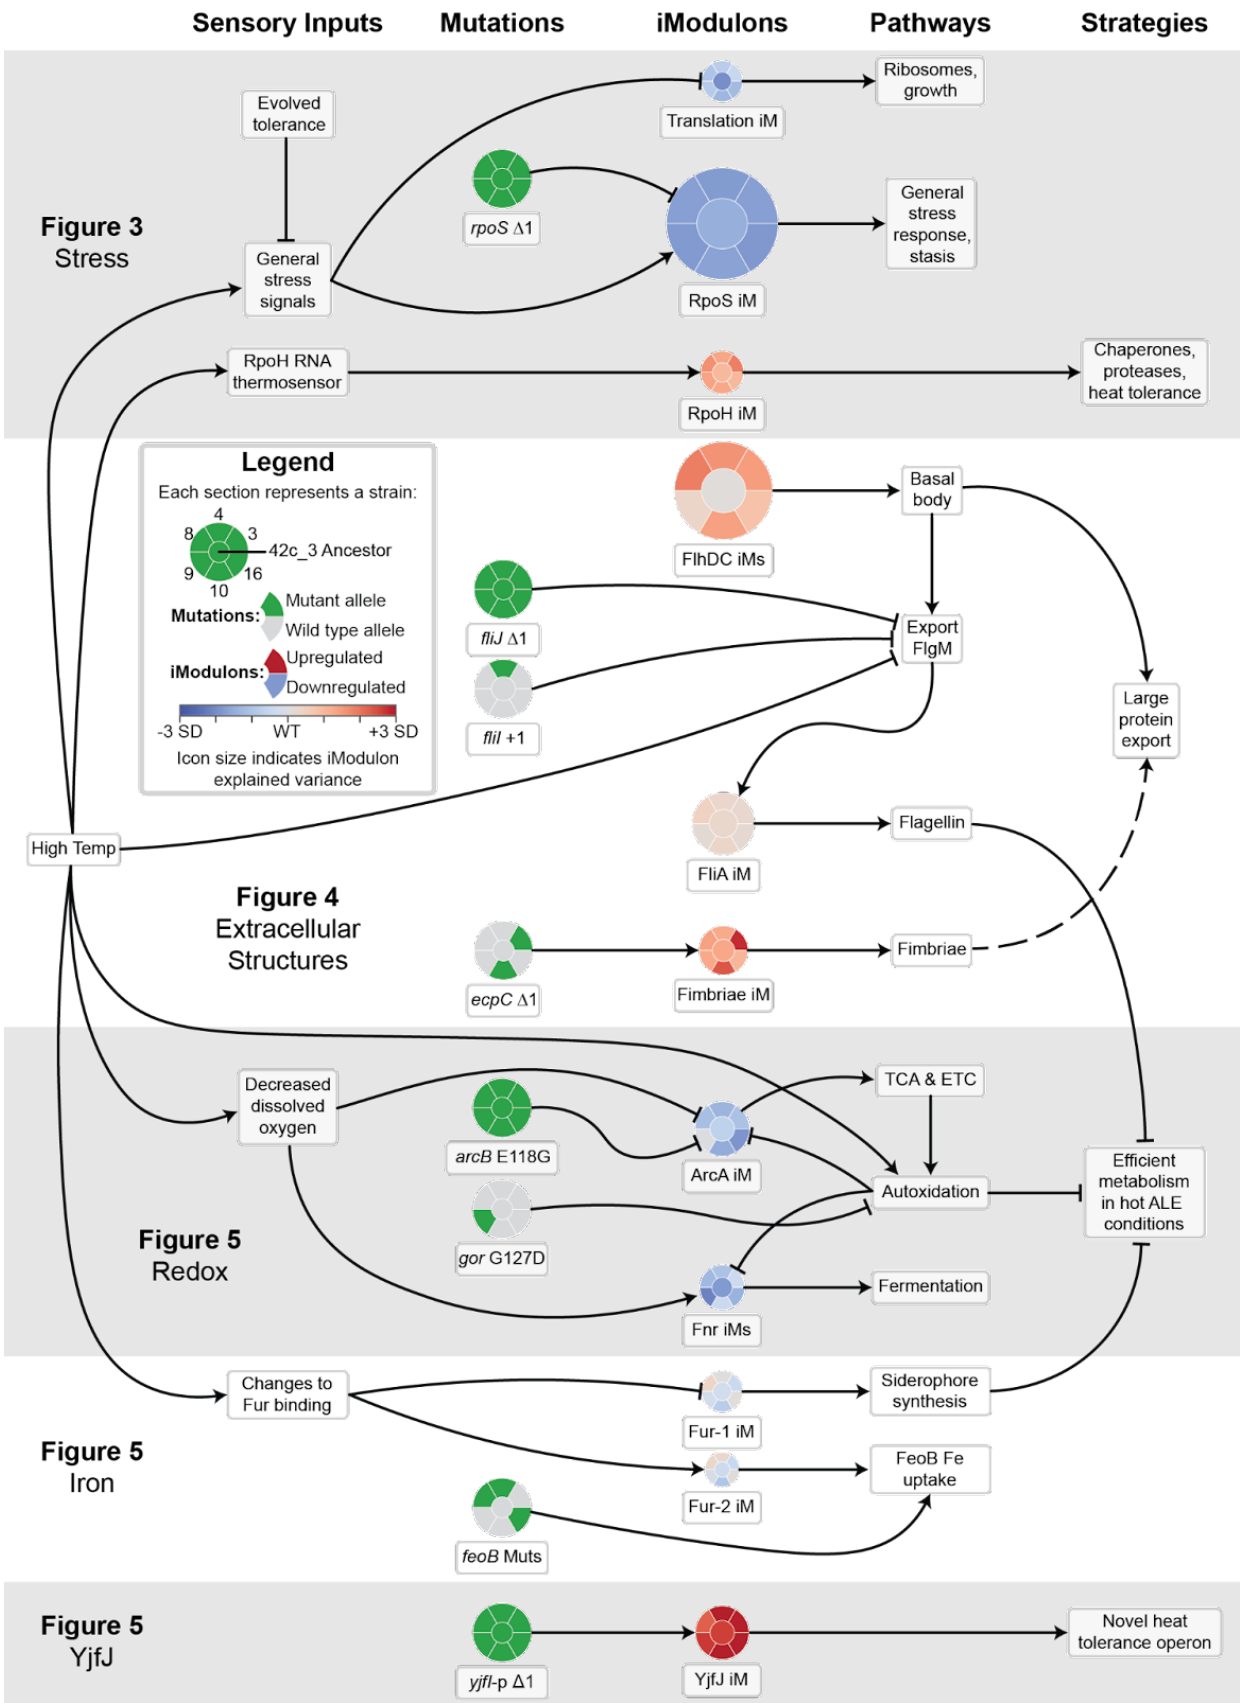 Sensory Inputs Mutations iModulons Pathways Strategies
Figure 3
Stress
Evolved
tolerance
General
stress
signals
RpoH RNA
thermosensor
rpoS Δ1
Translation iM
RpoS iM
RpoH iM
Ribosomes,
growth
General
stress
response,
stasis
Chaperones,
proteases,
heat tolerance
Legend
Each section represents a strain:
4
8 3
42c_3 Ancestor
9 16
10
Mutations:
Mutant allele
Wild type allele
iModulons:
Upregulated
Downregulated
-3 SD WT +3 SD
Icon size indicates iModulon
explained variance
High Temp
Figure 4
Extracellular
Structures
fliJ Δ1
fliI +1
ecpC Δ1
FlhDC iMs
FliA iM
Fimbriae iM
Basal
body
Export
FlgM
Flagellin
Fimbriae
Large
protein
export
Figure 5
Redox
Decreased
dissolved
oxygen
arcB E118G
gor G127D
ArcA iM
Fnr iMs
TCA & ETC
Autoxidation
Fermentation
Efficient
metabolism
in hot ALE
conditions
Figure 5
Iron
Changes to
Fur binding
feoB Muts
Fur-1 iM
Fur-2 iM
Siderophore
synthesis
FeoB Fe
uptake
Figure 5
YjfJ
yjfI-p Δ1
YjfJ iM
Novel heat
tolerance operon